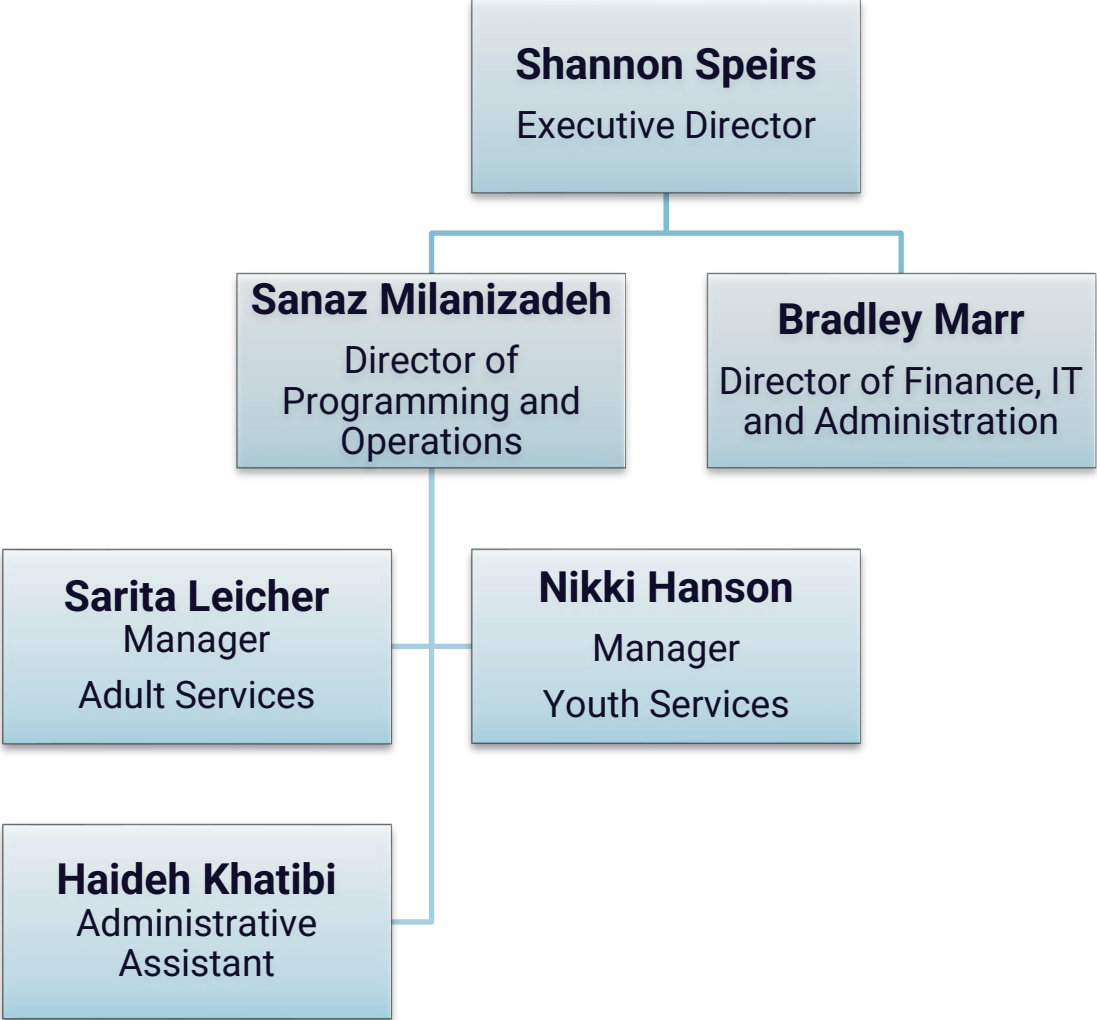 Shannon Speirs
Executive Director
Sanaz Milanizadeh
Director of
Programming and
Operations
Bradley Marr
Director of Finance, IT
and Administration
Sarita Leicher
Manager
Adult Services
Nikki Hanson
Manager
Youth Services
Haideh Khatibi
Administrative
Assistant